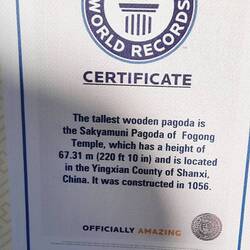 WORLD RECORDS
CERTIFICATE
The tallest wooden pagoda is
the Sakyamuni Pagoda of Fogong
Temple, which has a height of
67.31 m (220 ft 10 in) and is located
in the Yingxian County of Shanxi,
China. It was constructed in 1056.
OFFICIALLY AMAZING